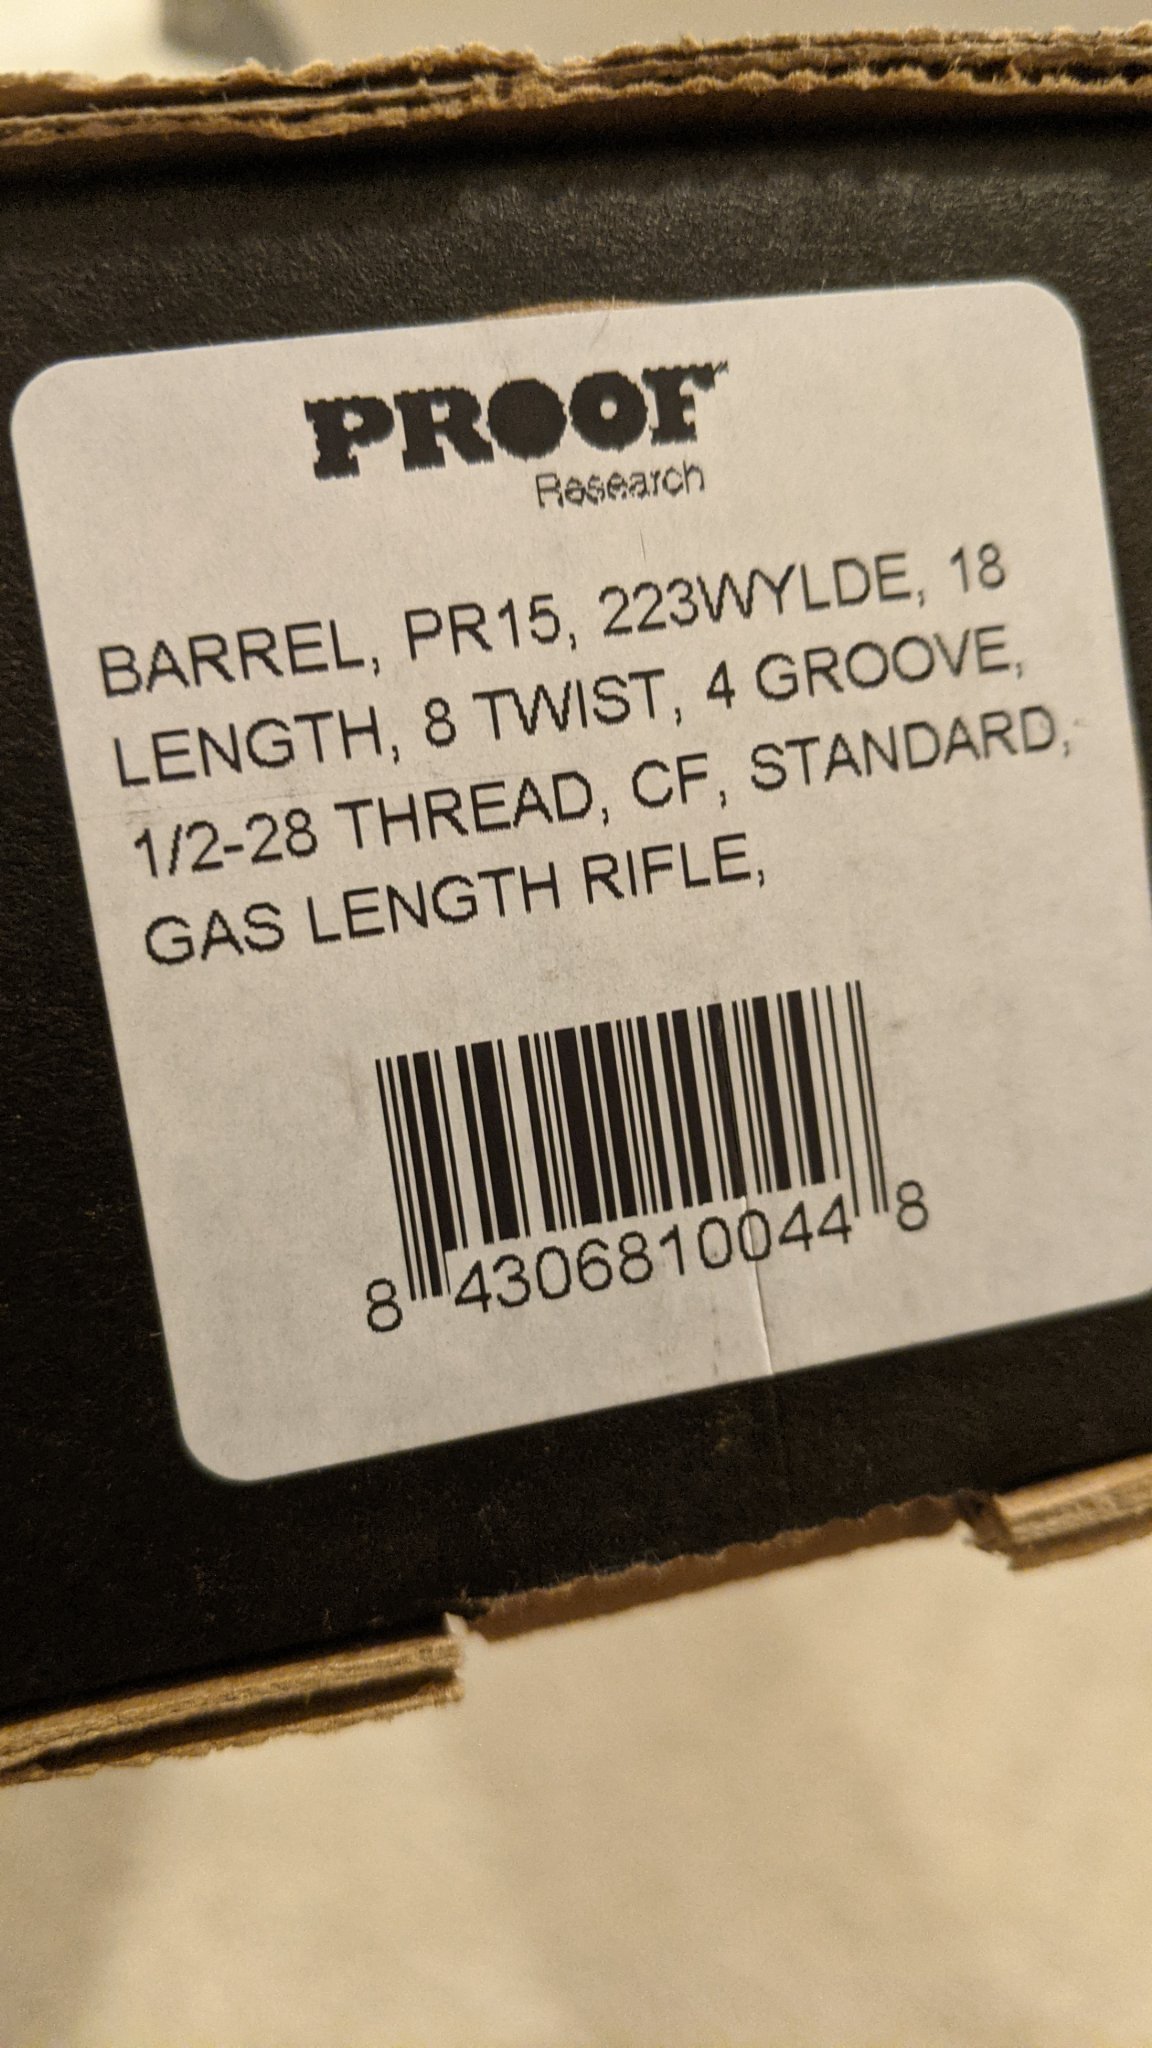 PROOF
Research
BARREL, PR15, 223WYLDE, 18
LENGTH, 8 TWIST, 4 GROOVE,
1/2-28 THREAD, CF, STANDARD,
GAS LENGTH RIFLE,
8 4306810044 8